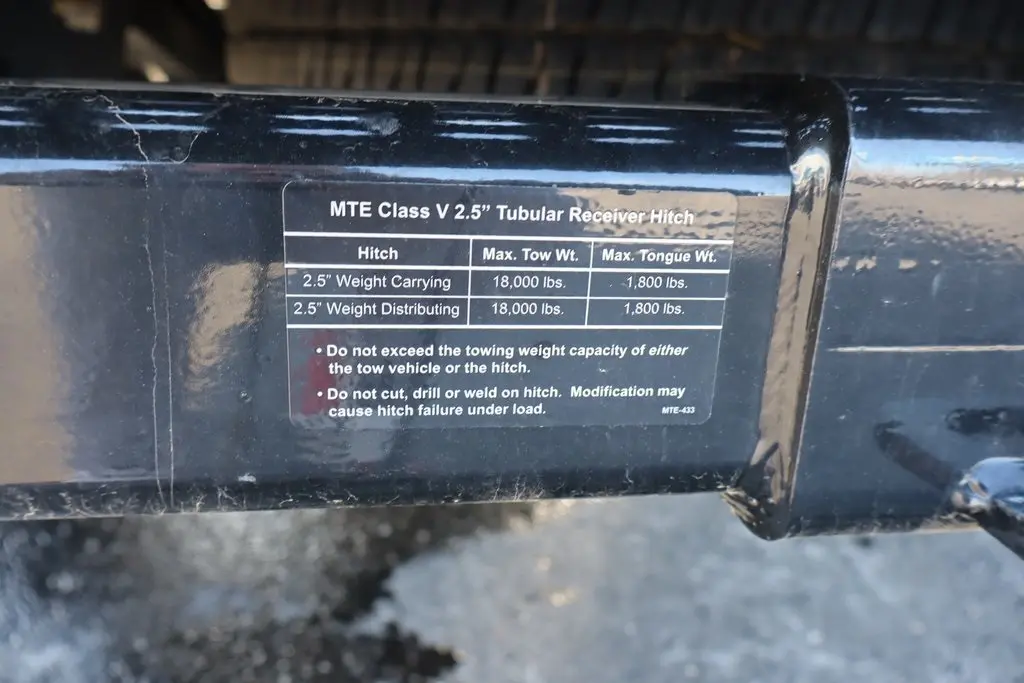 MTE Class V 2.5" Tubular Receiver Hitch
Hitch Max. Tow Wt. Max. Tongue Wt.
2.5" Weight Carrying 18,000 lbs. 1,800 lbs.
2.5" Weight Distributing 18,000 lbs. 1,800 lbs.
• Do not exceed the towing weight capacity of either
the tow vehicle or the hitch.
• Do not cut, drill or weld on hitch. Modification may
cause hitch failure under load.
MTE-433